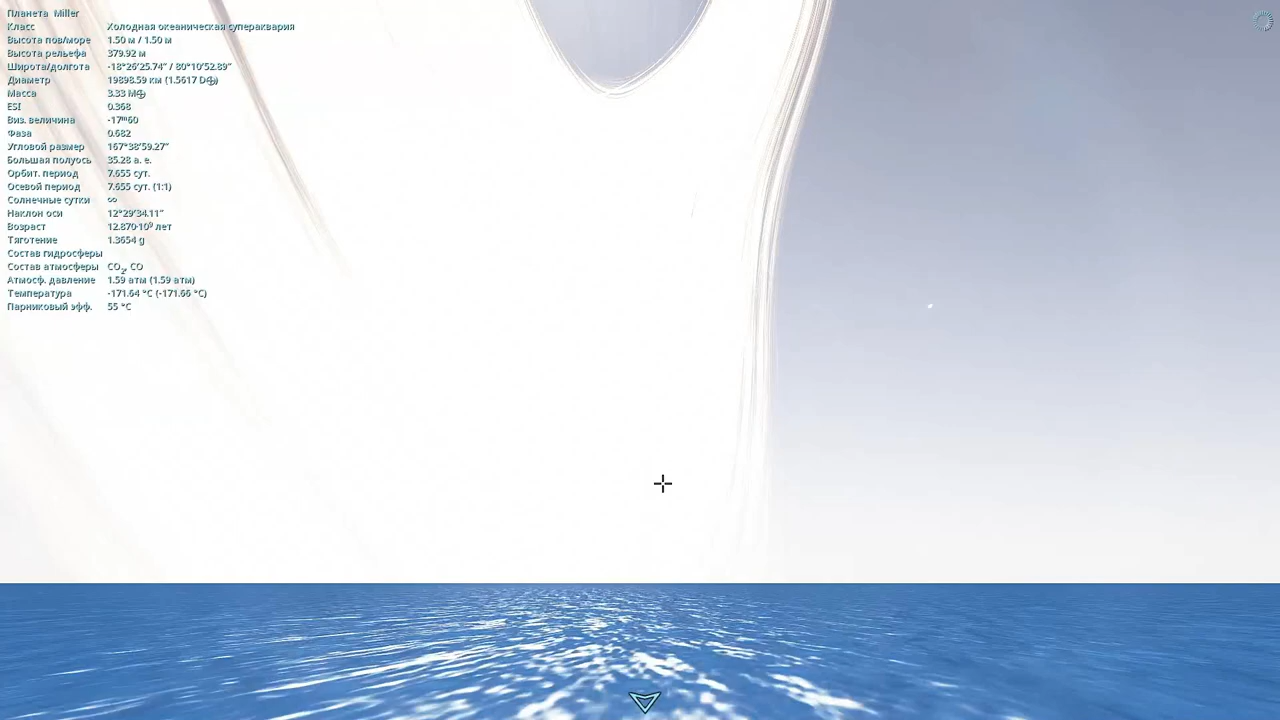 Планета Miller
Класс Холодная океаническая супераквария
Высота пов/море 1.50 м / 1.50 м
Высота рельефа 379.92 м
Широта/долгота -18°26'25.74" / 80°10'52.89"
Диаметр 19898.59 км (1.5617 D⊕)
Масса 3.33 M⊕
ESI 0.368
Виз. величина -17ᵐ60
Фаза 0.682
Угловой размер 167°38'59.27"
Большая полуось 35.28 а. е.
Орбит. период 7.655 сут.
Осевой период 7.655 сут. (1:1)
Солнечные сутки ∞
Наклон оси 12°29'34.11"
Возраст 12.870·10⁹ лет
Тяготение 1.3654 g
Состав гидросферы
Состав атмосферы CO₂, CO
Атмосф. давление 1.59 атм (1.59 атм)
Температура -171.64 °C (-171.66 °C)
Парниковый эфф. 55 °C